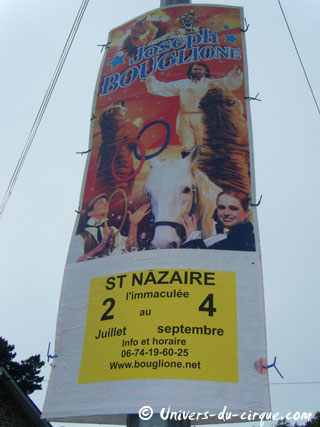 Joseph
BOUGLIONE
ST NAZAIRE
l'immaculée
2 au 4
Juillet septembre
Info et horaire
06-74-19-60-25
Www.bouglione.net
© Univers-du-cirque.com